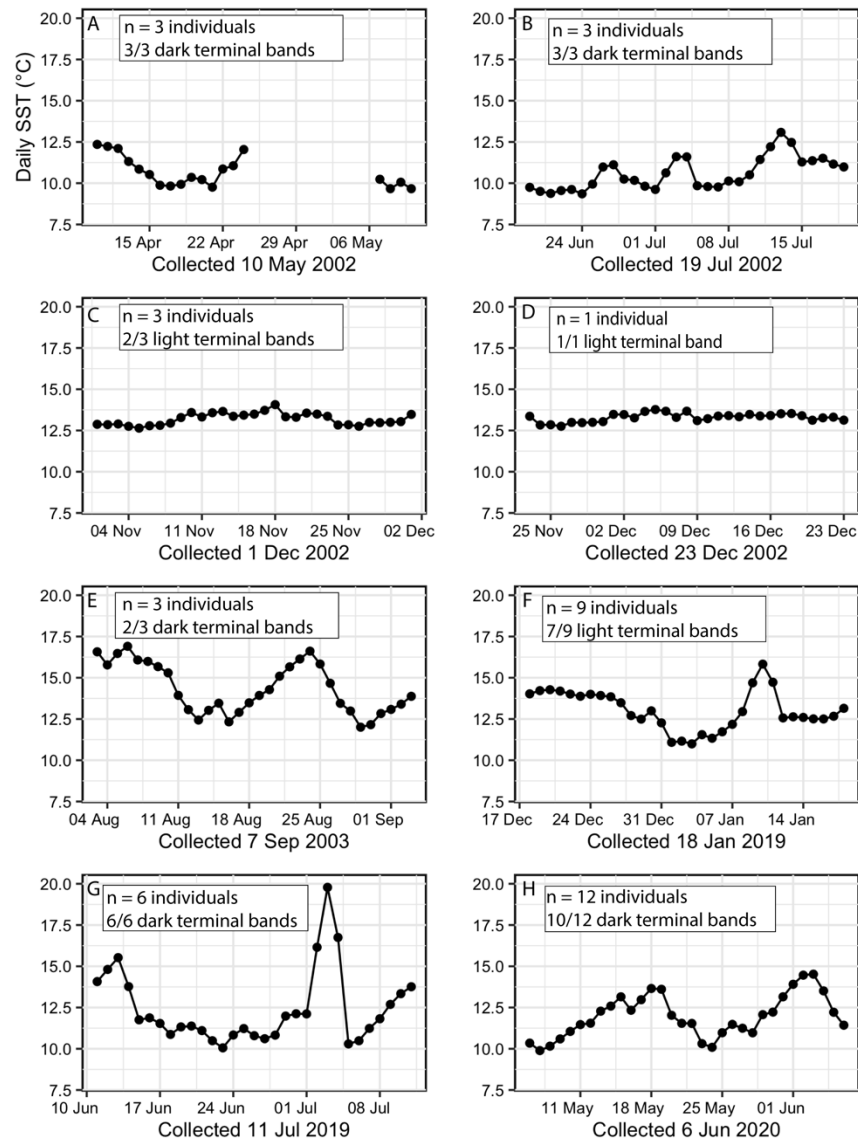 A
n = 3 individuals
3/3 dark terminal bands
Daily SST (°C)
20.0
17.5
15.0
12.5
10.0
7.5
15 Apr 22 Apr 29 Apr 06 May
Collected 10 May 2002
B
n = 3 individuals
3/3 dark terminal bands
20.0
17.5
15.0
12.5
10.0
7.5
24 Jun 01 Jul 08 Jul 15 Jul
Collected 19 Jul 2002
C
n = 3 individuals
2/3 light terminal bands
20.0
17.5
15.0
12.5
10.0
7.5
04 Nov 11 Nov 18 Nov 25 Nov 02 Dec
Collected 1 Dec 2002
D
n = 1 individual
1/1 light terminal band
20.0
17.5
15.0
12.5
10.0
7.5
25 Nov 02 Dec 09 Dec 16 Dec 23 Dec
Collected 23 Dec 2002
E
n = 3 individuals
2/3 dark terminal bands
20.0
17.5
15.0
12.5
10.0
7.5
04 Aug 11 Aug 18 Aug 25 Aug 01 Sep
Collected 7 Sep 2003
F
n = 9 individuals
7/9 light terminal bands
20.0
17.5
15.0
12.5
10.0
7.5
17 Dec 24 Dec 31 Dec 07 Jan 14 Jan
Collected 18 Jan 2019
G
n = 6 individuals
6/6 dark terminal bands
20.0
17.5
15.0
12.5
10.0
7.5
10 Jun 17 Jun 24 Jun 01 Jul 08 Jul
Collected 11 Jul 2019
H
n = 12 individuals
10/12 dark terminal bands
20.0
17.5
15.0
12.5
10.0
7.5
11 May 18 May 25 May 01 Jun
Collected 6 Jun 2020